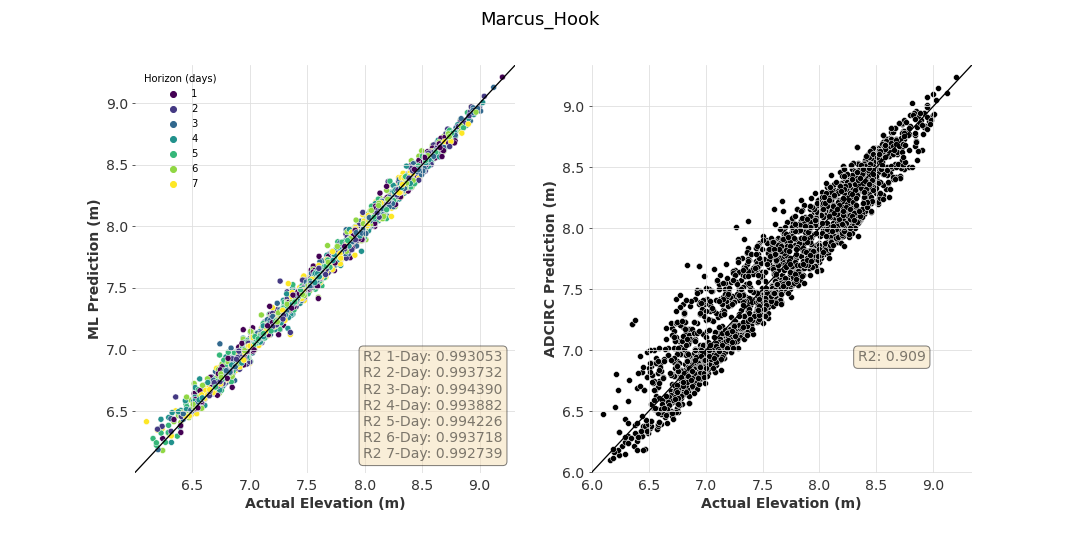 Marcus_Hook
Horizon (days)
1
2
3
4
5
6
7
9.0
8.5
8.0
7.5
7.0
6.5
ML Prediction (m)
R2 1-Day: 0.993053
R2 2-Day: 0.993732
R2 3-Day: 0.994390
R2 4-Day: 0.993882
R2 5-Day: 0.994226
R2 6-Day: 0.993718
R2 7-Day: 0.992739
6.5 7.0 7.5 8.0 8.5 9.0
Actual Elevation (m)
9.0
8.5
8.0
7.5
7.0
6.5
6.0
ADCIRC Prediction (m)
R2: 0.909
6.0 6.5 7.0 7.5 8.0 8.5 9.0
Actual Elevation (m)